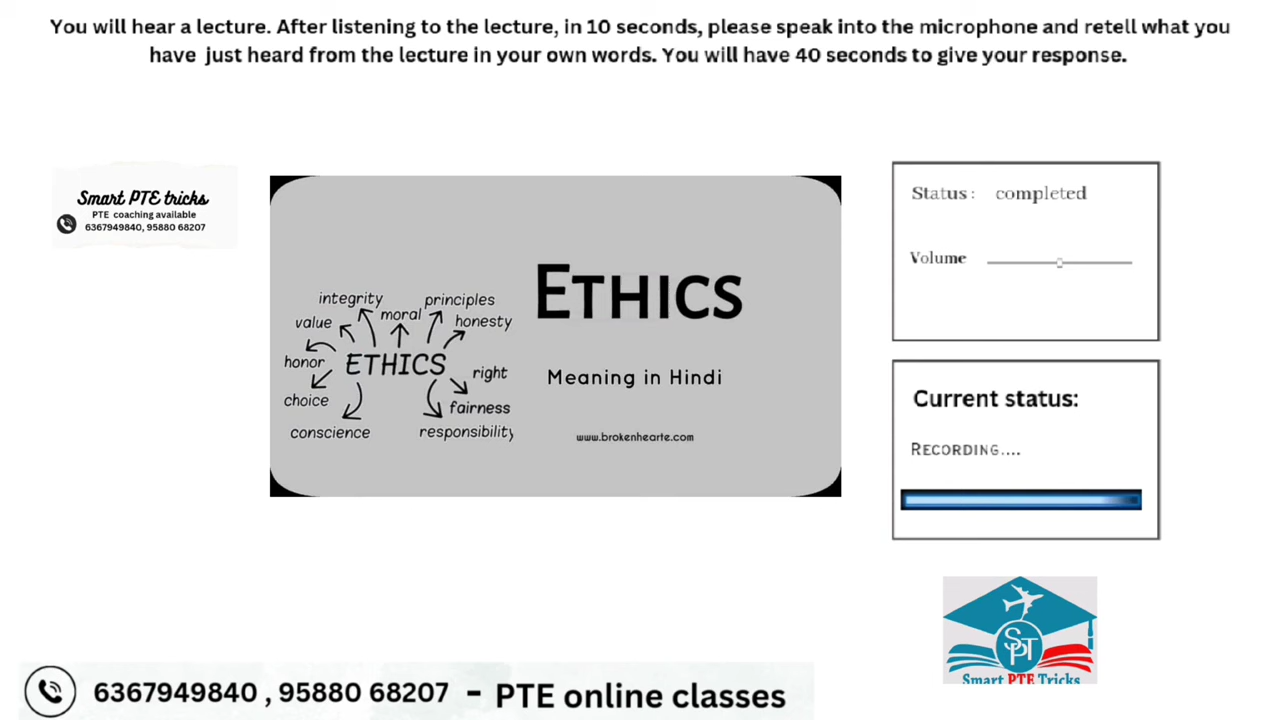 You will hear a lecture. After listening to the lecture, in 10 seconds, please speak into the microphone and retell what you
have just heard from the lecture in your own words. You will have 40 seconds to give your response.
Smart PTE tricks
PTE coaching available
6367949840, 95880 68207
integrity
principles
value
moral
honesty
honor
ETHICS
right
choice
fairness
conscience
responsibility
ETHICS
Meaning in Hindi
www.brokenhearte.com
Status : completed
Volume
Current status:
RECORDING....
SPT
Smart PTE Tricks
6367949840 , 95880 68207 - PTE online classes